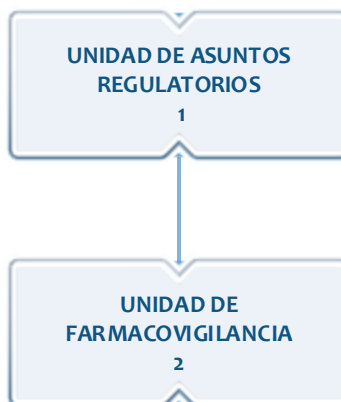 UNIDAD DE ASUNTOS
REGULATORIOS
1
UNIDAD DE
FARMACOVIGILANCIA
2